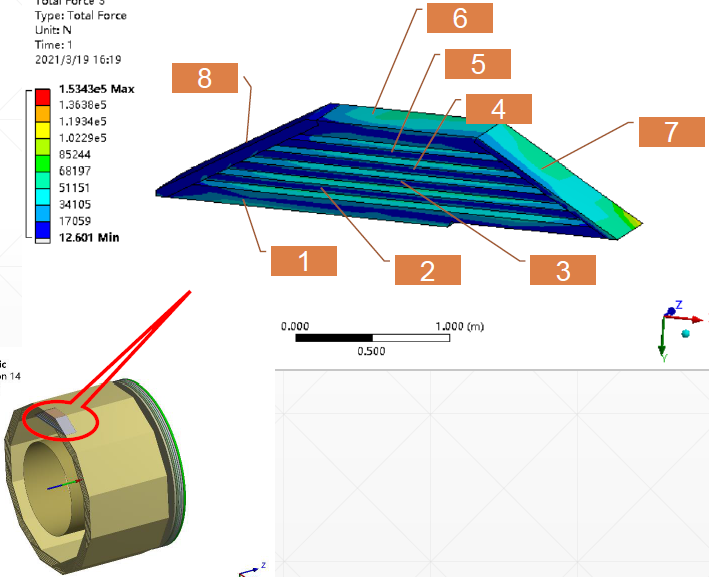 Total Force 3
Type: Total Force
Unit: N
Time: 1
2021/3/19 16:19
1.5343e5 Max
1.3638e5
1.1934e5
1.0229e5
85244
68197
51151
34105
17059
12.601 Min
6
5
8
4
7
1
2
3
0.000
1.000 (m)
0.500
Z
Y
ic
on 14
Z